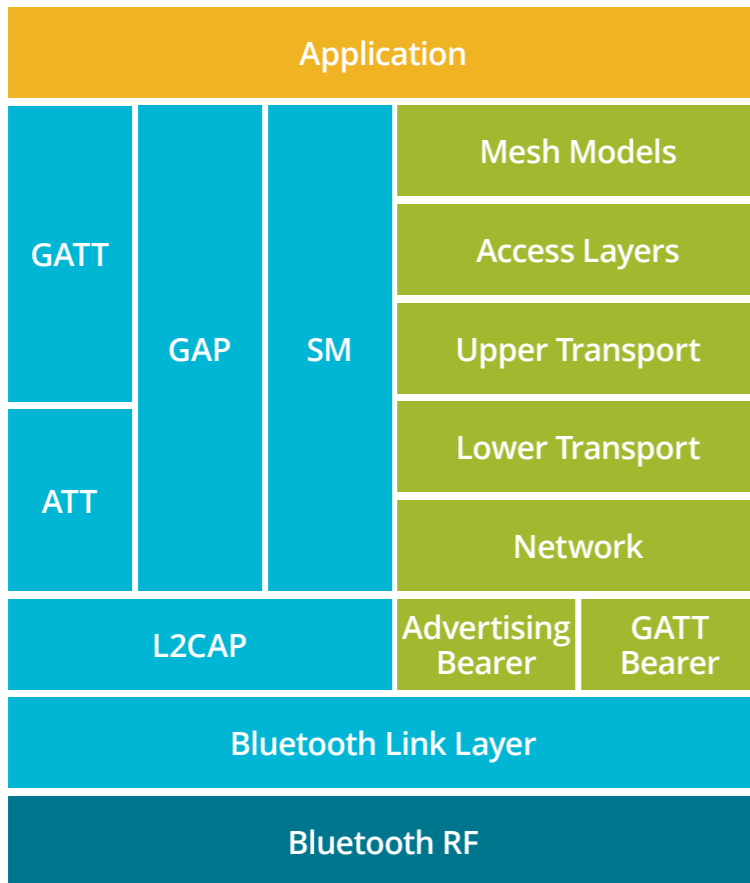 Application
GATT
GAP
SM
ATT
Mesh Models
Access Layers
Upper Transport
Lower Transport
Network
L2CAP
Advertising
Bearer
GATT
Bearer
Bluetooth Link Layer
Bluetooth RF